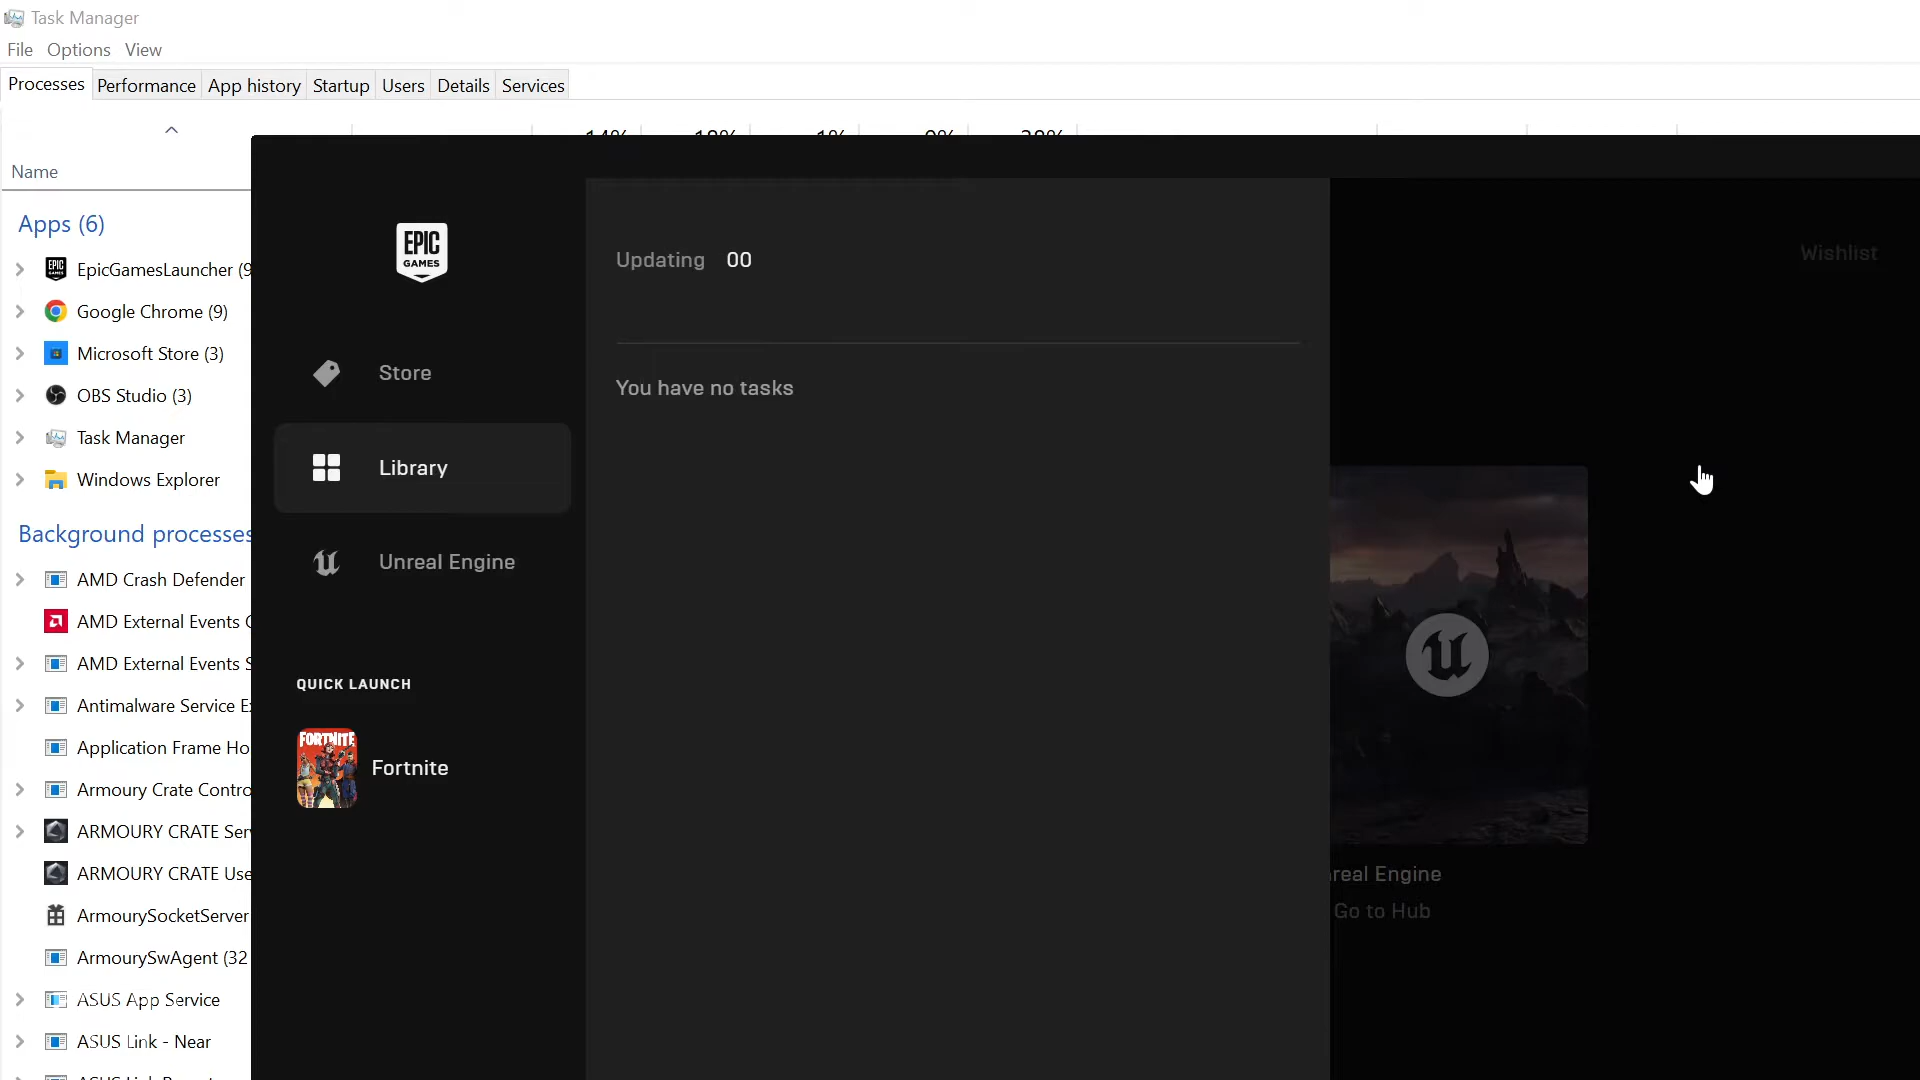 Task Manager
File Options View
Processes Performance App history Startup Users Details Services
Name
Apps (6)
EpicGamesLauncher (9
Google Chrome (9)
Microsoft Store (3)
OBS Studio (3)
Task Manager
Windows Explorer
Background processes
AMD Crash Defender
AMD External Events C
AMD External Events S
Antimalware Service E
Application Frame Ho
Armoury Crate Contro
ARMOURY CRATE Ser
ARMOURY CRATE Use
ArmourySocketServer
ArmourySwAgent (32
ASUS App Service
ASUS Link - Near
EPIC
GAMES
Store
Library
Unreal Engine
QUICK LAUNCH
FORTNITE
Fortnite
Updating 00
You have no tasks
Wishlist
real Engine
Go to Hub